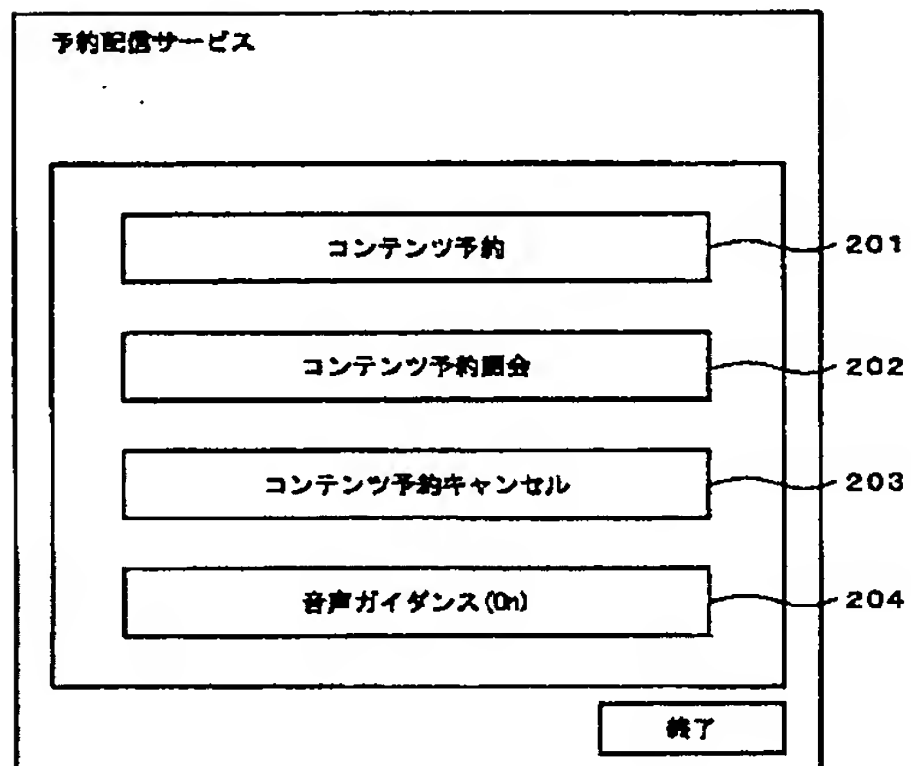 予約配信サービス
コンテンツ予約
201
コンテンツ予約照会
202
コンテンツ予約キャンセル
203
音声ガイダンス(On)
204
終了